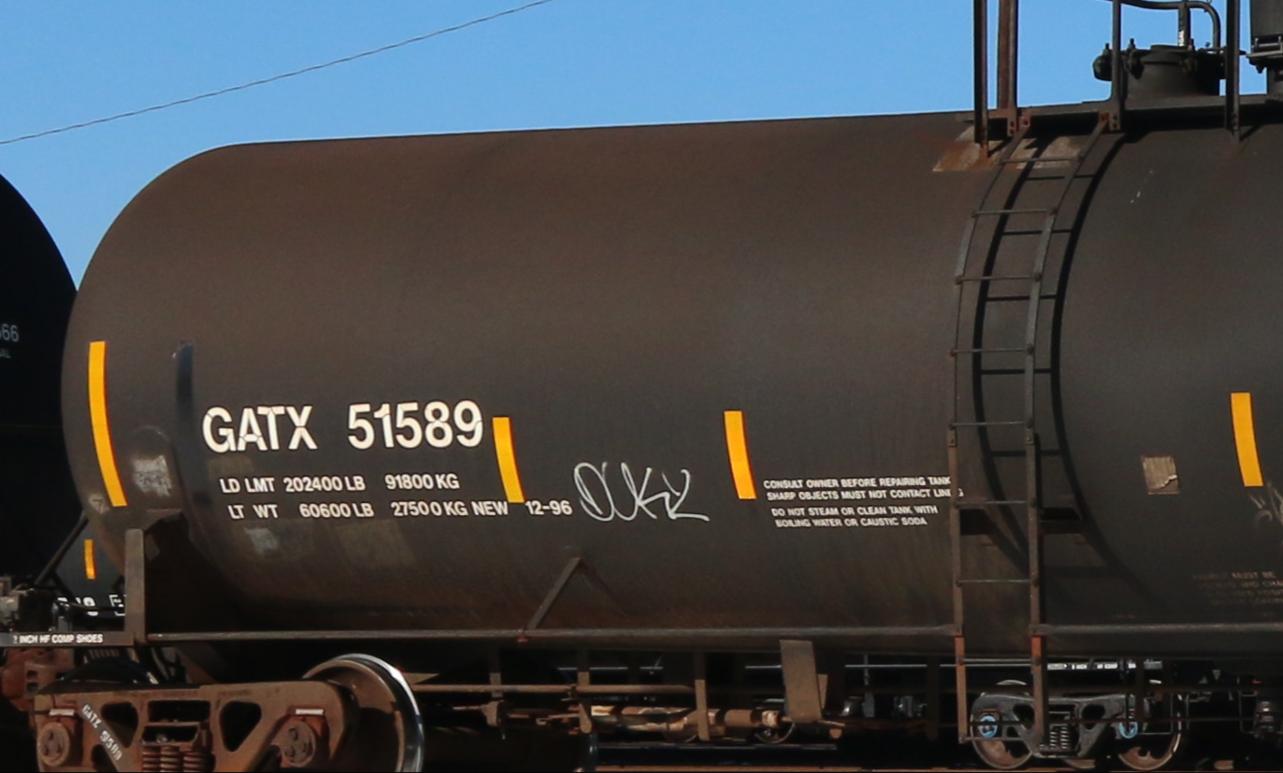 GATX 51589
LD LMT 202400 LB 91800 KG
LT WT 60600 LB 27500 KG NEW 12-96
CONSULT OWNER BEFORE REPAIRING TANK
SHARP OBJECTS MUST NOT CONTACT LINING
DO NOT STEAM OR CLEAN TANK WITH
BOILING WATER OR CAUSTIC SODA
INCH HF COMP SHOES
GATX 51589